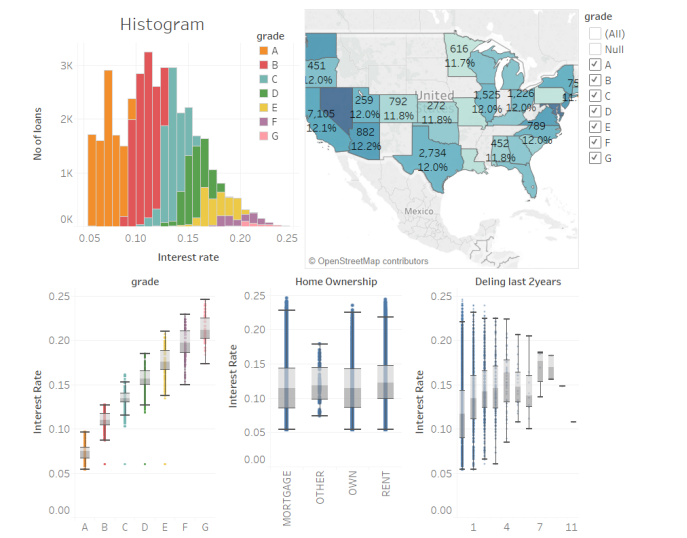 Histogram
grade
A
B
C
D
E
F
G
No of loans
3K
2K
1K
0K
0.05 0.10 0.15 0.20 0.25
Interest rate
451
12.0%
7,105
12.1%
259
12.0%
882
12.2%
792
11.8%
616
11.7%
United
272
11.8%
2,734
12.0%
1,525
12.0%
1,226
12.0%
452
11.8%
789
12.0%
75
11.
Mexico
© OpenStreetMap contributors
grade
(All)
Null
A
B
C
D
E
F
G
grade
Interest Rate
0.25
0.20
0.15
0.10
0.05
0.00
A B C D E F G
Home Ownership
Interest Rate
0.25
0.20
0.15
0.10
0.05
0.00
MORTGAGE
OTHER
OWN
RENT
Delinq last 2years
Interest Rate
0.25
0.20
0.15
0.10
0.05
0.00
1 4 7 11